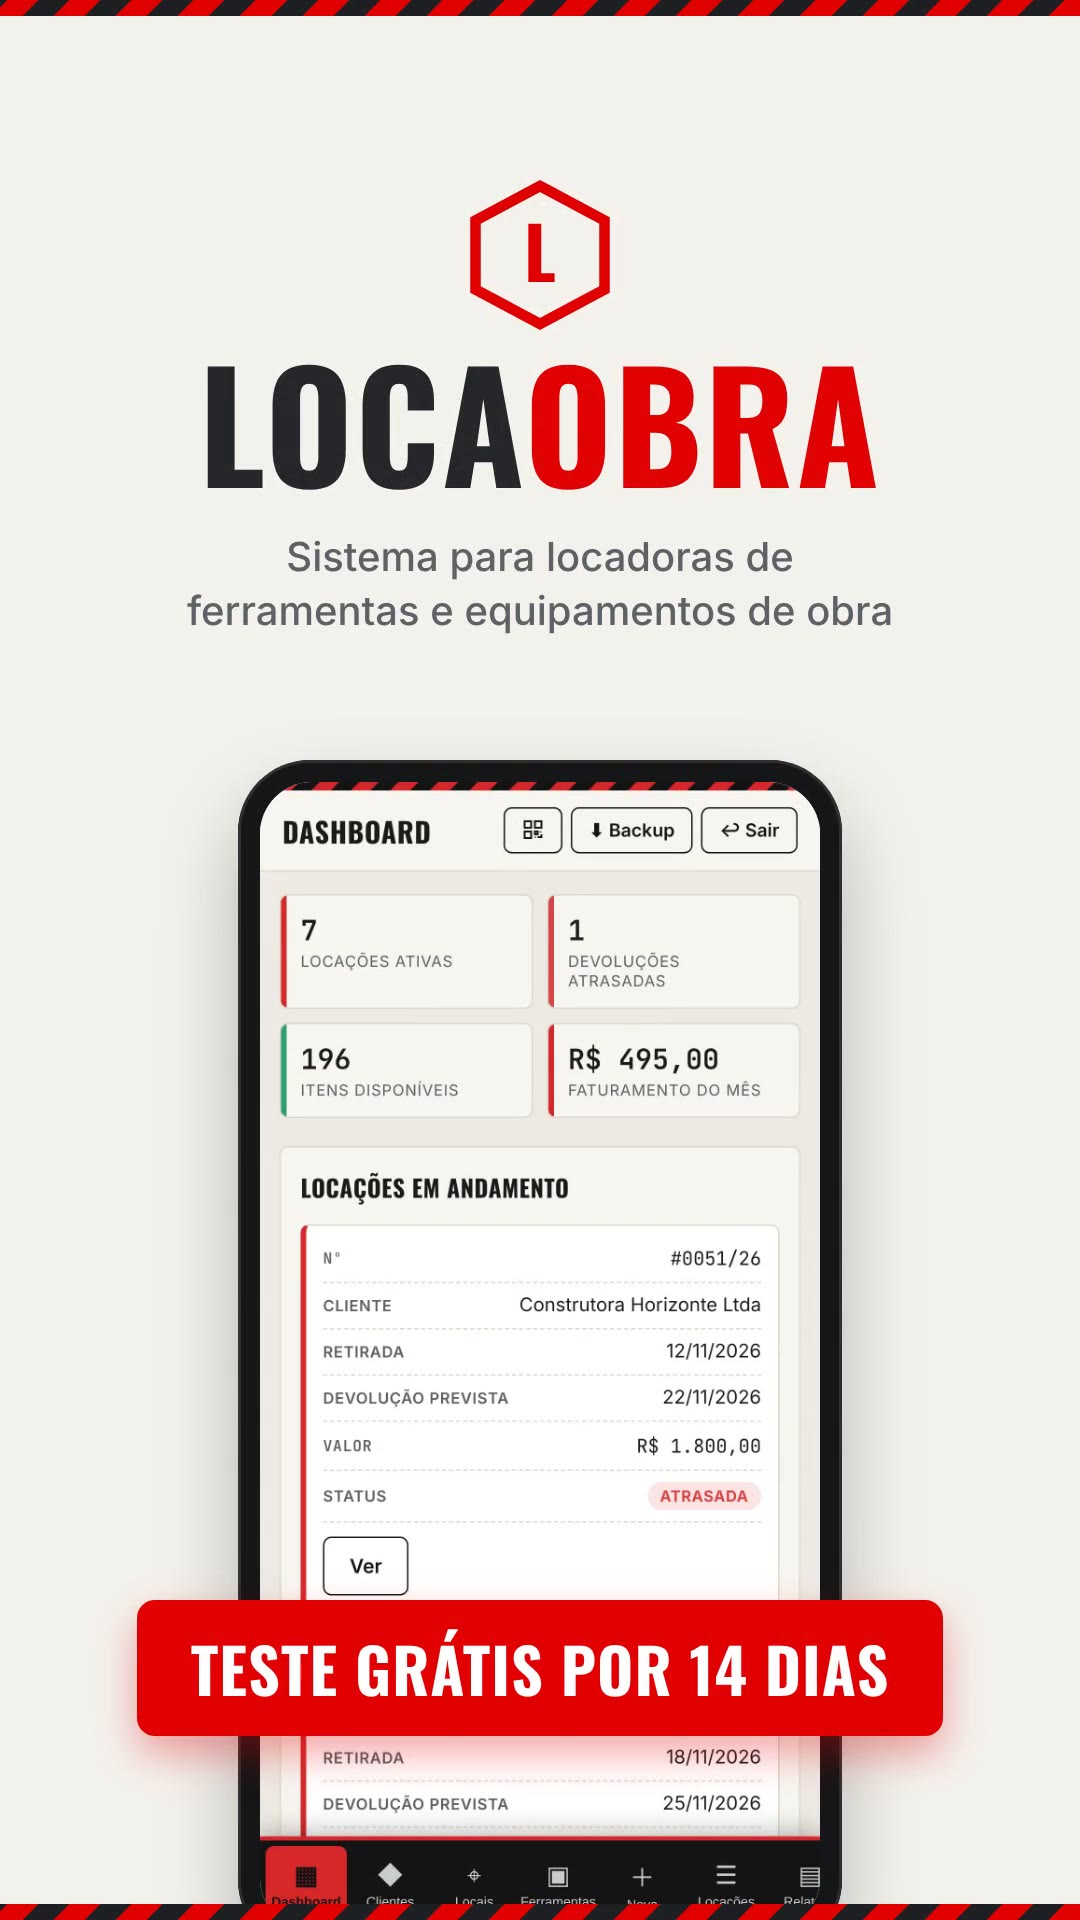 L
LOCAOBRA
Sistema para locadoras de
ferramentas e equipamentos de obra
DASHBOARD
⬇ Backup
↩ Sair
7
LOCAÇÕES ATIVAS
1
DEVOLUÇÕES
ATRASADAS
196
ITENS DISPONÍVEIS
R$ 495,00
FATURAMENTO DO MÊS
LOCAÇÕES EM ANDAMENTO
N° #0051/26
CLIENTE Construtora Horizonte Ltda
RETIRADA 12/11/2026
DEVOLUÇÃO PREVISTA 22/11/2026
VALOR R$ 1.800,00
STATUS ATRASADA
Ver
TESTE GRÁTIS POR 14 DIAS
RETIRADA 18/11/2026
DEVOLUÇÃO PREVISTA 25/11/2026
Dashboard Clientes Locais Ferramentas Locações